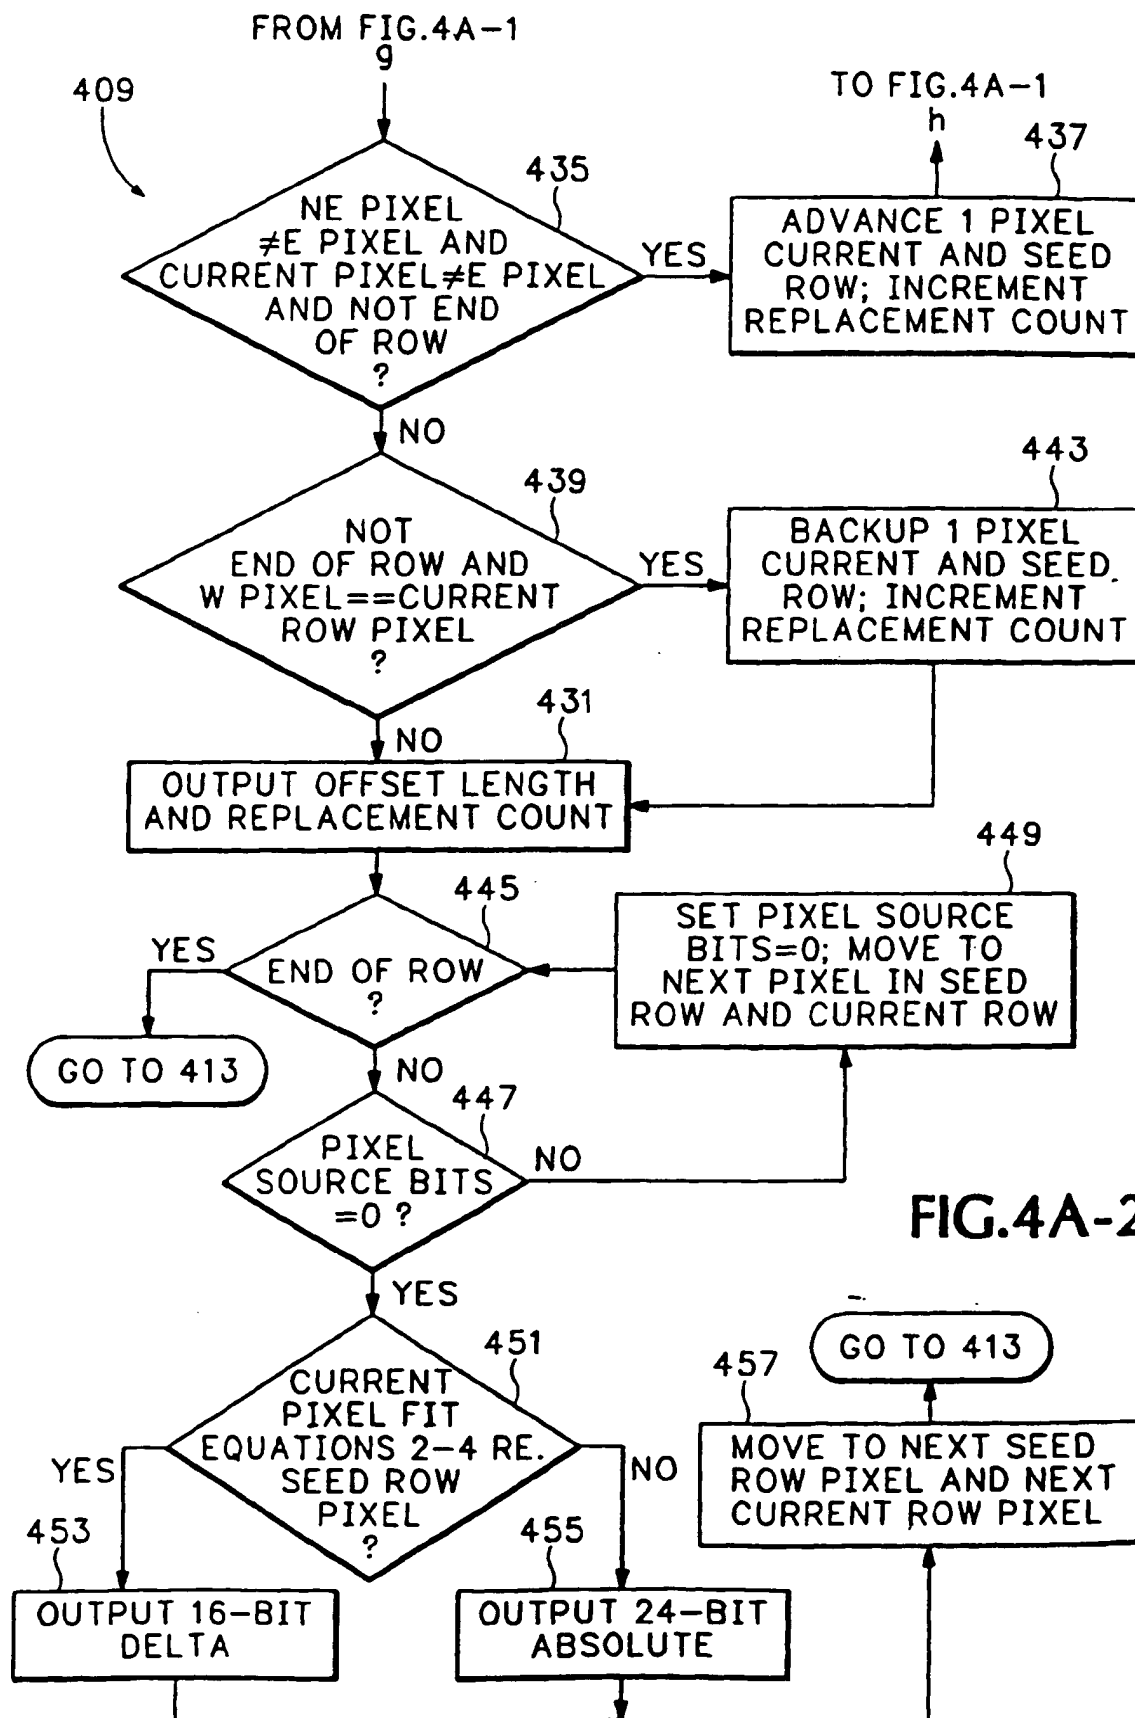 FROM FIG.4A-1
g
409
TO FIG.4A-1
h
437
435
NE PIXEL
≠E PIXEL AND
CURRENT PIXEL≠E PIXEL
AND NOT END
OF ROW
?
YES
ADVANCE 1 PIXEL
CURRENT AND SEED
ROW; INCREMENT
REPLACEMENT COUNT
NO
439
443
NOT
END OF ROW AND
W PIXEL==CURRENT
ROW PIXEL
?
YES
BACKUP 1 PIXEL
CURRENT AND SEED
ROW; INCREMENT
REPLACEMENT COUNT
NO
431
OUTPUT OFFSET LENGTH
AND REPLACEMENT COUNT
445
449
YES
END OF ROW
?
SET PIXEL SOURCE
BITS=0; MOVE TO
NEXT PIXEL IN SEED
ROW AND CURRENT ROW
GO TO 413
NO
447
PIXEL
SOURCE BITS
=0 ?
NO
FIG.4A-2
YES
451
CURRENT
PIXEL FIT
EQUATIONS 2-4 RE.
SEED ROW
PIXEL
?
YES
NO
GO TO 413
457
MOVE TO NEXT SEED
ROW PIXEL AND NEXT
CURRENT ROW PIXEL
453
OUTPUT 16-BIT
DELTA
455
OUTPUT 24-BIT
ABSOLUTE